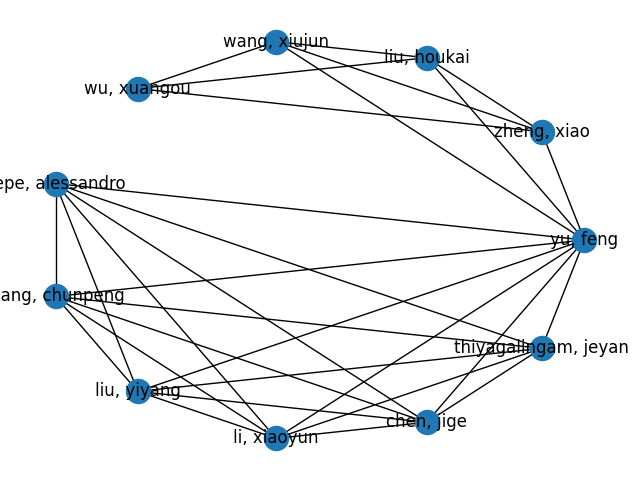 wang, xiujun
liu, houkai
wu, xuangou
zheng, xiao
epe, alessandro
yu, feng
ang, chunpeng
thiyagalingam, jeyan
liu, yiyang
chen, jige
li, xiaoyun